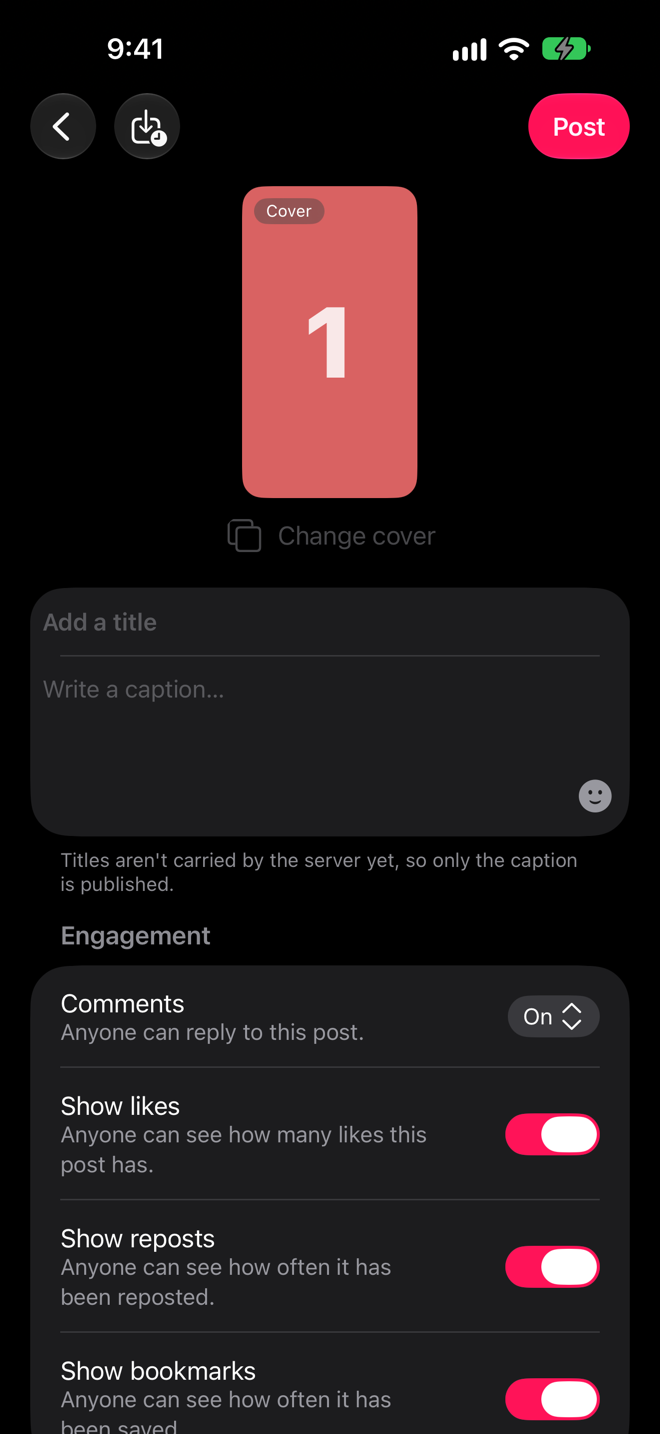 9:41
Post
Cover
1
Change cover
Add a title
Write a caption...
Titles aren't carried by the server yet, so only the caption
is published.
Engagement
Comments
Anyone can reply to this post.
On
Show likes
Anyone can see how many likes this
post has.
Show reposts
Anyone can see how often it has
been reposted.
Show bookmarks
Anyone can see how often it has
been saved